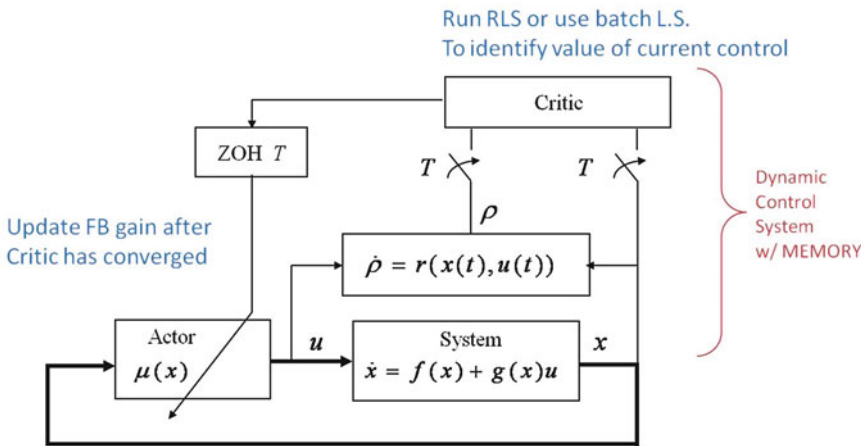 Run RLS or use batch L.S.
To identify value of current control
Critic
ZOH T
T
T
Dynamic
Control
System
w/ MEMORY
ρ
Update FB gain after
Critic has converged
ρ̇ = r(x(t),u(t))
Actor
μ(x)
u
System
ẋ = f(x) + g(x)u
x